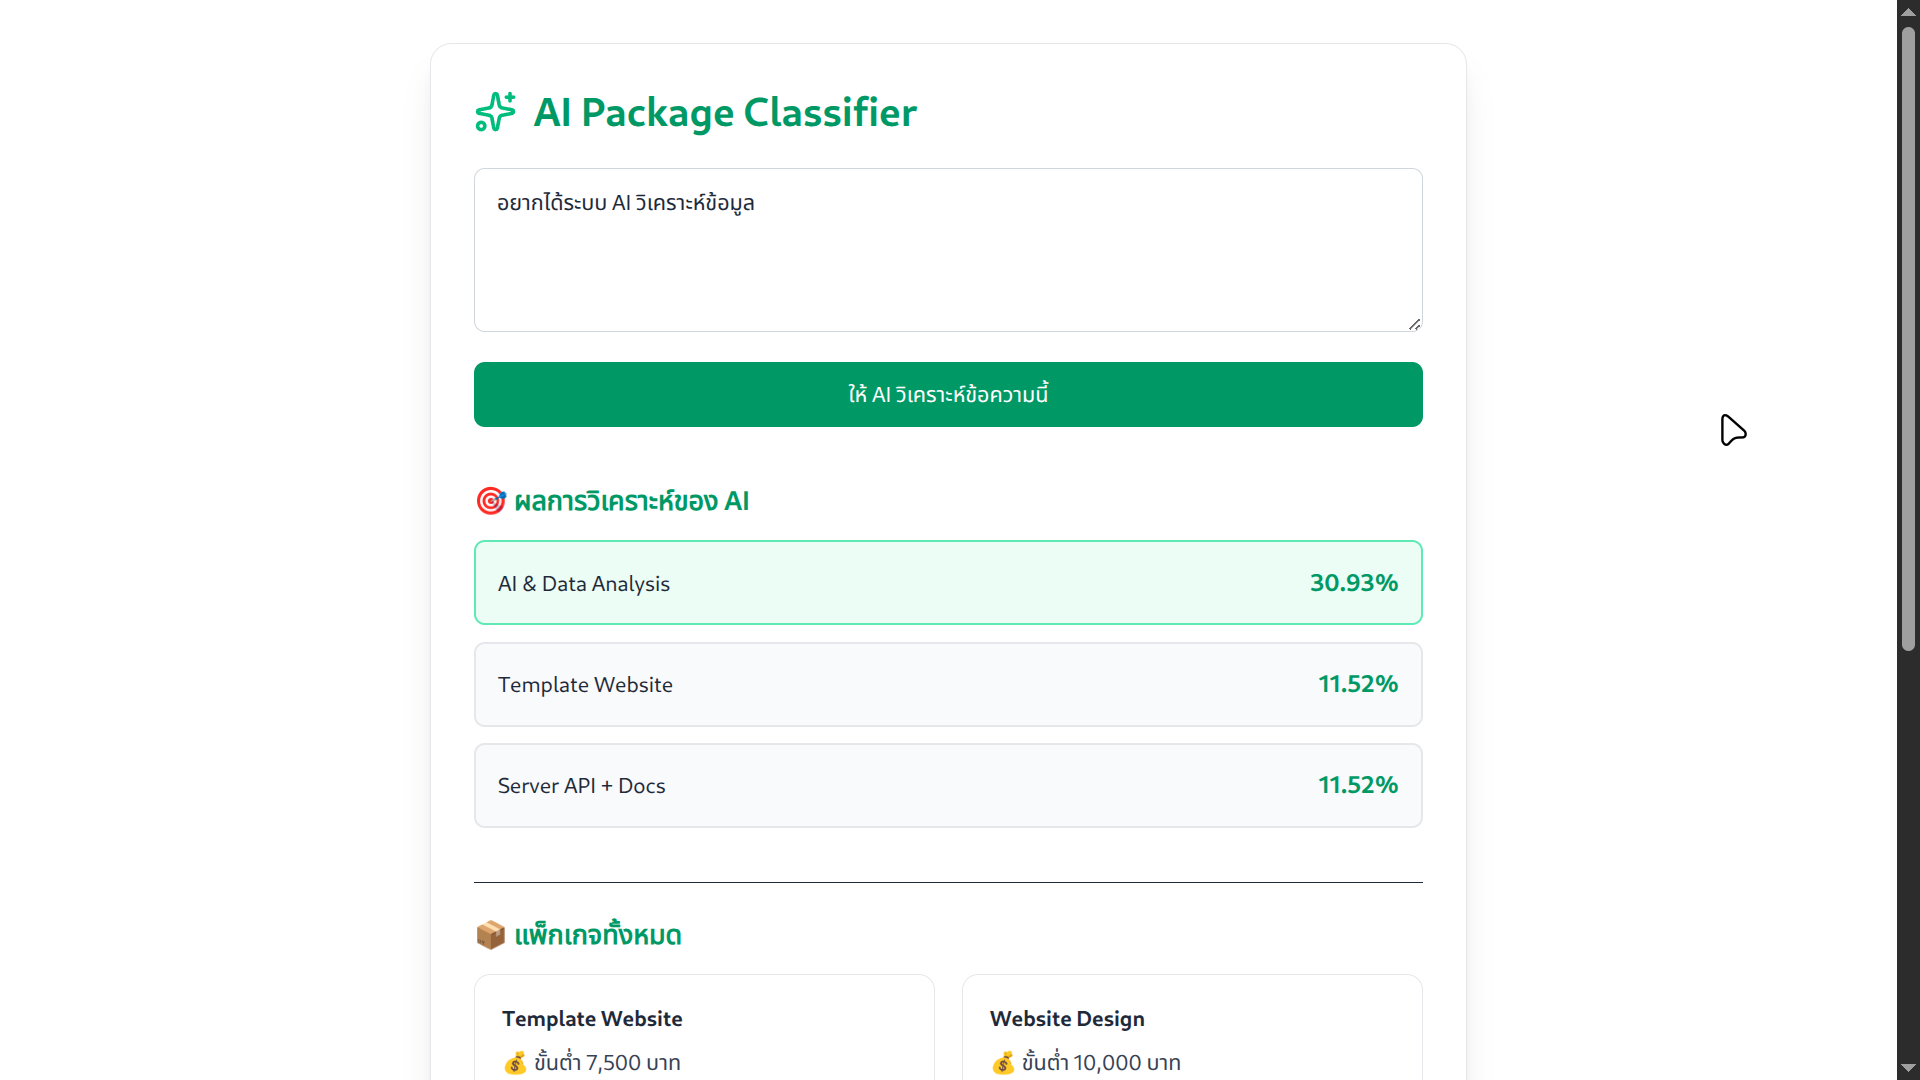 AI Package Classifier
อยากได้ระบบ AI วิเคราะห์ข้อมูล
ให้ AI วิเคราะห์ข้อความนี้
🎯 ผลการวิเคราะห์ของ AI
AI & Data Analysis 30.93%
Template Website 11.52%
Server API + Docs 11.52%
📦 แพ็กเกจทั้งหมด
Template Website
💰 ขั้นต่ำ 7,500 บาท
Website Design
💰 ขั้นต่ำ 10,000 บาท